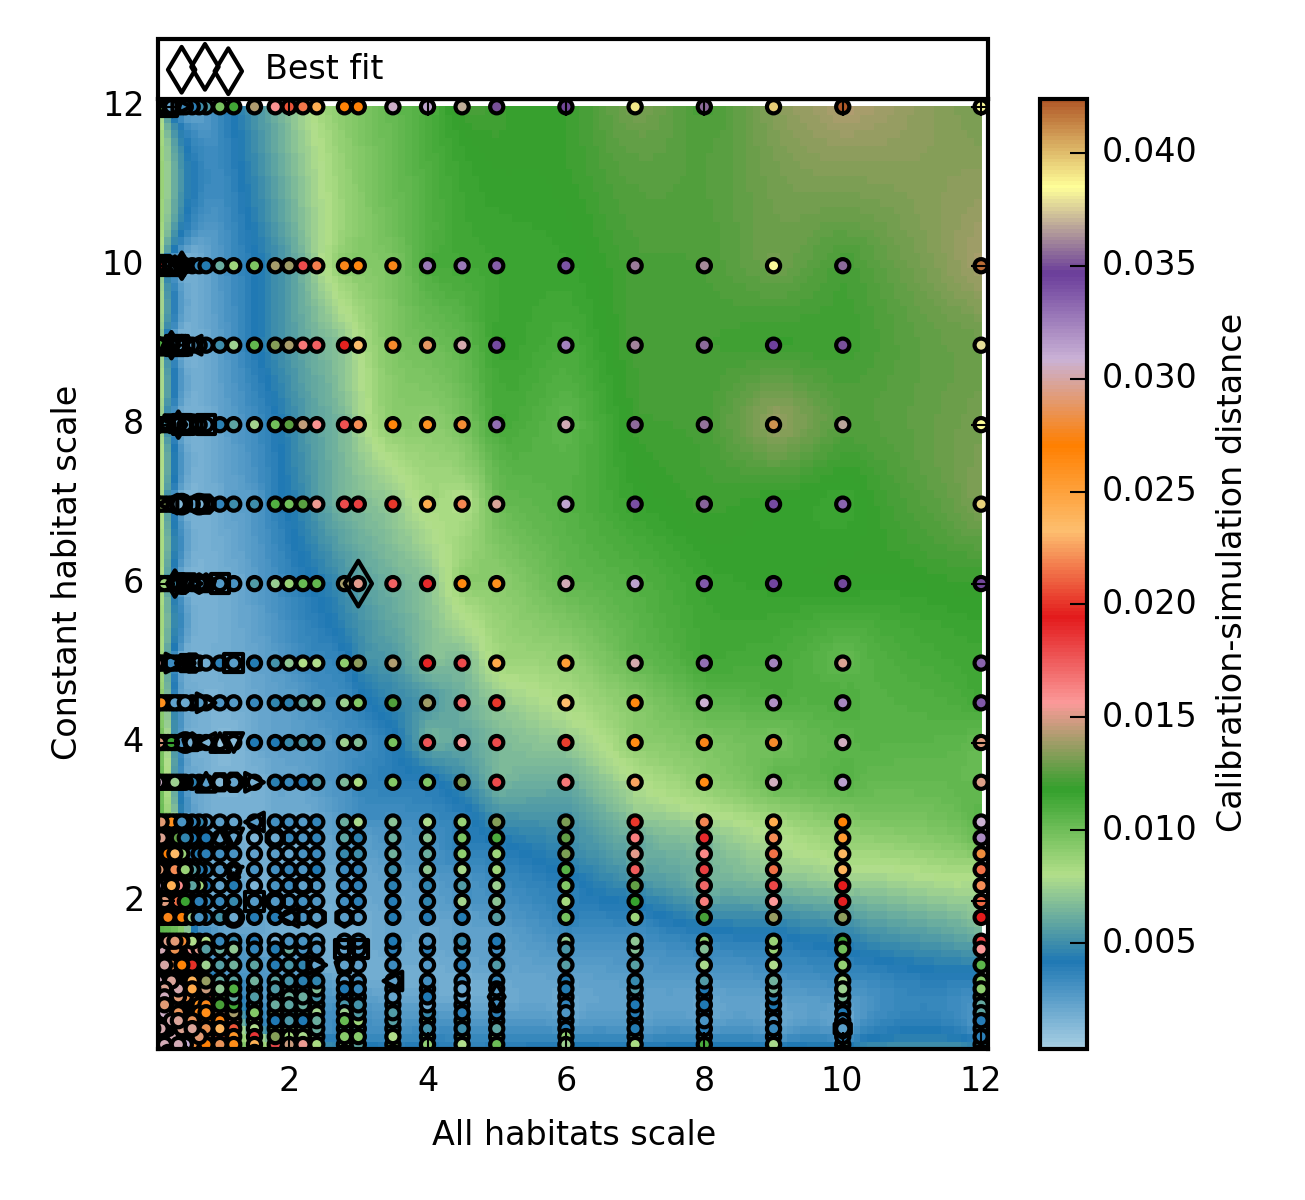 Best fit
12
10
8
6
4
2
Constant habitat scale
2 4 6 8 10 12
All habitats scale
0.040
0.035
0.030
0.025
0.020
0.015
0.010
0.005
Calibration-simulation distance